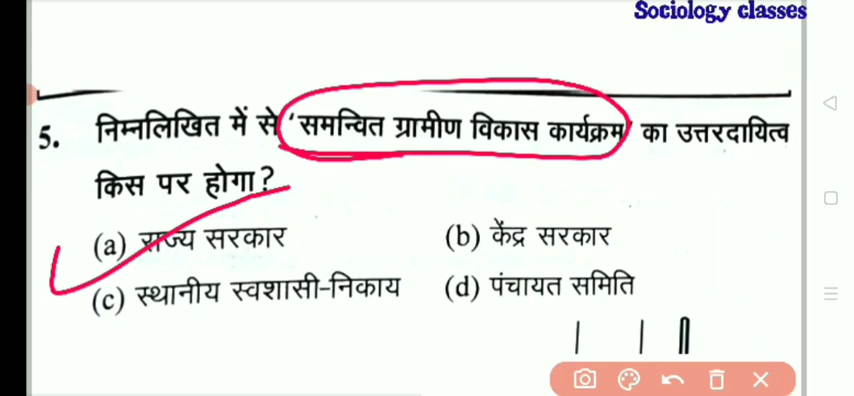 Sociology classes
5. निम्नलिखित में से 'समन्वित ग्रामीण विकास कार्यक्रम' का उत्तरदायित्व
किस पर होगा?
(a) राज्य सरकार (b) केंद्र सरकार
(c) स्थानीय स्वशासी-निकाय (d) पंचायत समिति